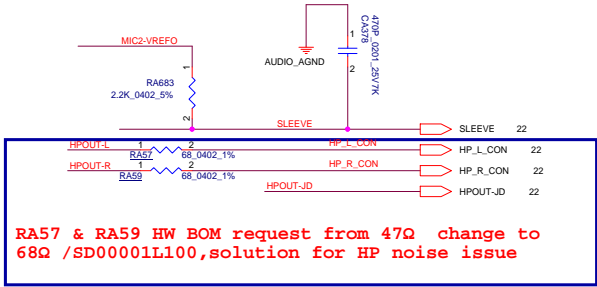 470P_0201_25V7K
CA378
1
MIC2-VREFO
AUDIO_AGND
2
1
RA683
2.2K_0402_5%
2
SLEEVE
SLEEVE 22
HPOUT-L 1 2 HP_L_CON HP_L_CON 22
RA57 68_0402_1%
HPOUT-R 1 2 HP_R_CON HP_R_CON 22
RA59 68_0402_1%
HPOUT-JD HPOUT-JD 22
RA57 & RA59 HW BOM request from 47Ω change to
68Ω /SD00001L100,solution for HP noise issue